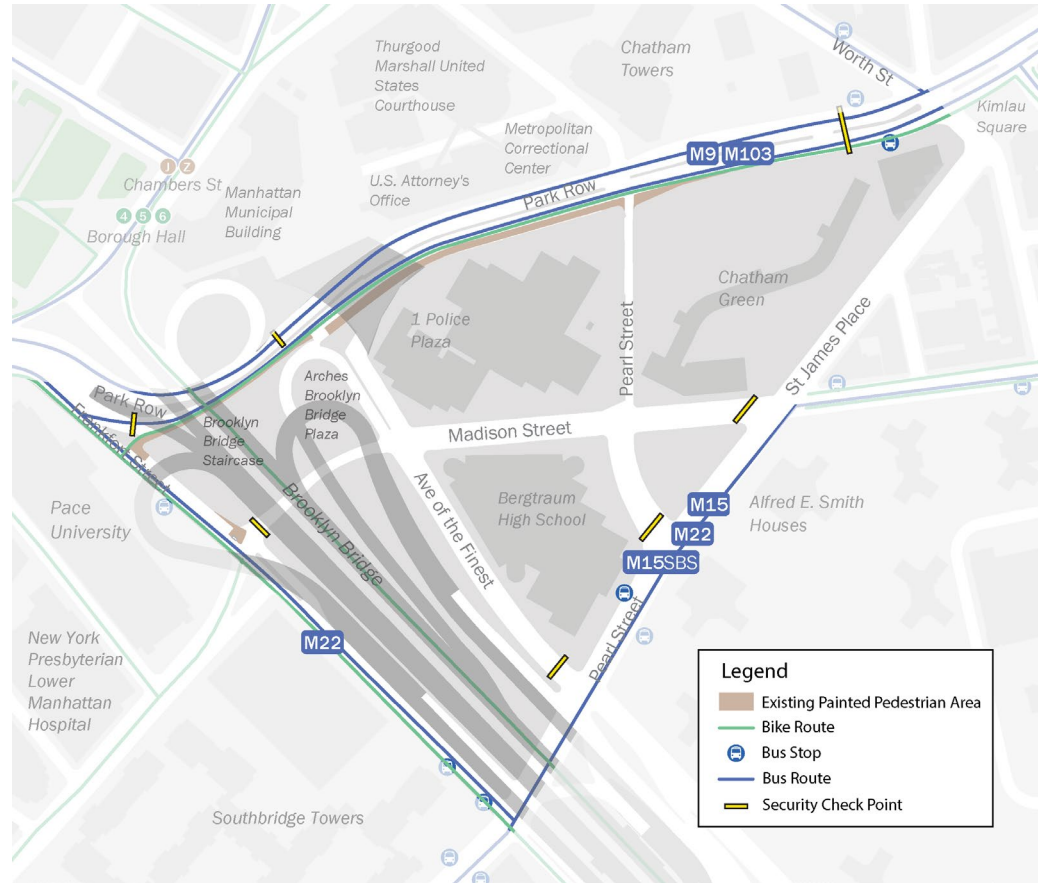 Thurgood
Marshall United
States
Courthouse
Chatham
Towers
Worth St
Kimlau
Square
Metropolitan
Correctional
Center
M9
M103
J
Z
Chambers St
U.S. Attorney's
Office
Park Row
Manhattan
Municipal
Building
4
5
6
Borough Hall
Chatham
Green
1 Police
Plaza
Pearl Street
St James Place
Arches
Brooklyn
Bridge
Plaza
Park Row
Frankfort Street
Brooklyn
Bridge
Staircase
Madison Street
Pace
University
Brooklyn Bridge
Ave of the Finest
Bergtraum
High School
M15
Alfred E. Smith
Houses
M22
M15SBS
Pearl Street
New York
Presbyterian
Lower
Manhattan
Hospital
M22
Southbridge Towers
Legend
Existing Painted Pedestrian Area
Bike Route
Bus Stop
Bus Route
Security Check Point